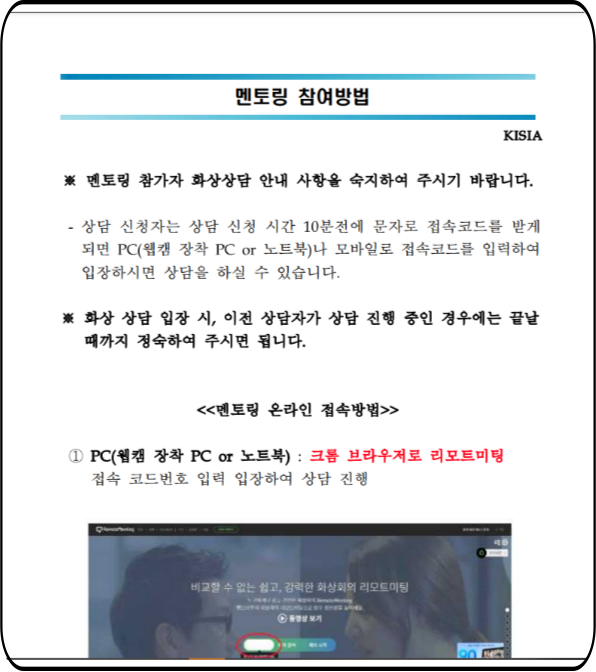 멘토링 참여방법
KISIA
※ 멘토링 참가자 화상상담 안내 사항을 숙지하여 주시기 바랍니다.
- 상담 신청자는 상담 신청 시간 10분전에 문자로 접속코드를 받게
되면 PC(웹캠 장착 PC or 노트북)나 모바일로 접속코드를 입력하여
입장하시면 상담을 하실 수 있습니다.
※ 화상 상담 입장 시, 이전 상담자가 상담 진행 중인 경우에는 끝날
때까지 정숙하여 주시면 됩니다.
<<멘토링 온라인 접속방법>>
① PC(웹캠 장착 PC or 노트북) : 크롬 브라우저로 리모트미팅
접속 코드번호 입력 입장하여 상담 진행
RemoteMeeting
비교할 수 없는 쉽고, 강력한 화상회의 리모트미팅
동영상 보기